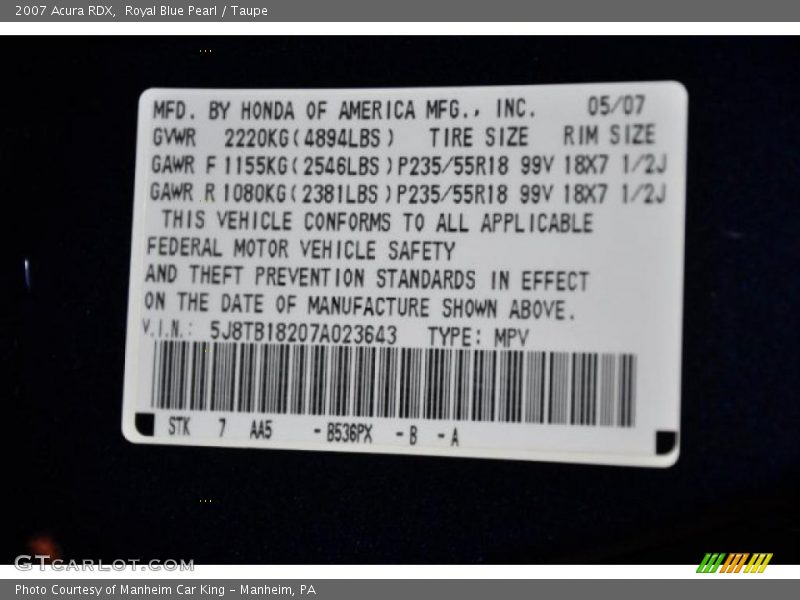 2007 Acura RDX,  Royal Blue Pearl / Taupe
MFD. BY HONDA OF AMERICA MFG., INC. 05/07
GVWR 2220KG(4894LBS) TIRE SIZE RIM SIZE
GAWR F 1155KG(2546LBS)P235/55R18 99V 18X7 1/2J
GAWR R 1080KG(2381LBS)P235/55R18 99V 18X7 1/2J
THIS VEHICLE CONFORMS TO ALL APPLICABLE
FEDERAL MOTOR VEHICLE SAFETY
AND THEFT PREVENTION STANDARDS IN EFFECT
ON THE DATE OF MANUFACTURE SHOWN ABOVE.
V.I.N.: 5J8TB18207A023643 TYPE: MPV
STK 7 AA5 -B536PX -B -A
GTCARLOT.COM
Photo Courtesy of Manheim Car King - Manheim, PA